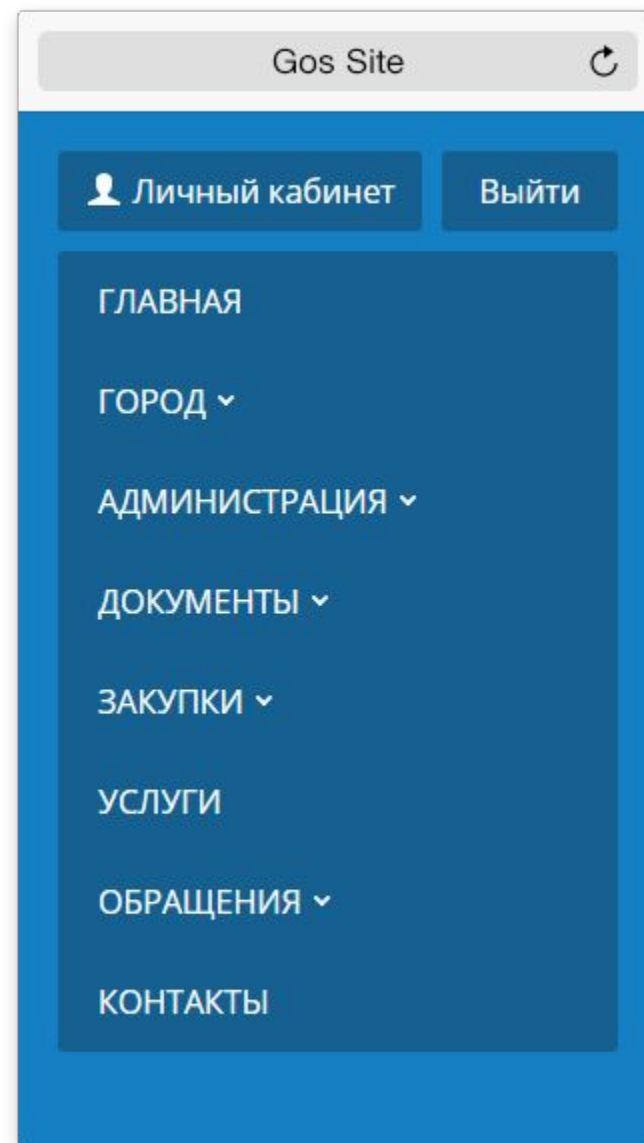 Gos Site
Личный кабинет Выйти
ГЛАВНАЯ
ГОРОД
АДМИНИСТРАЦИЯ
ДОКУМЕНТЫ
ЗАКУПКИ
УСЛУГИ
ОБРАЩЕНИЯ
КОНТАКТЫ